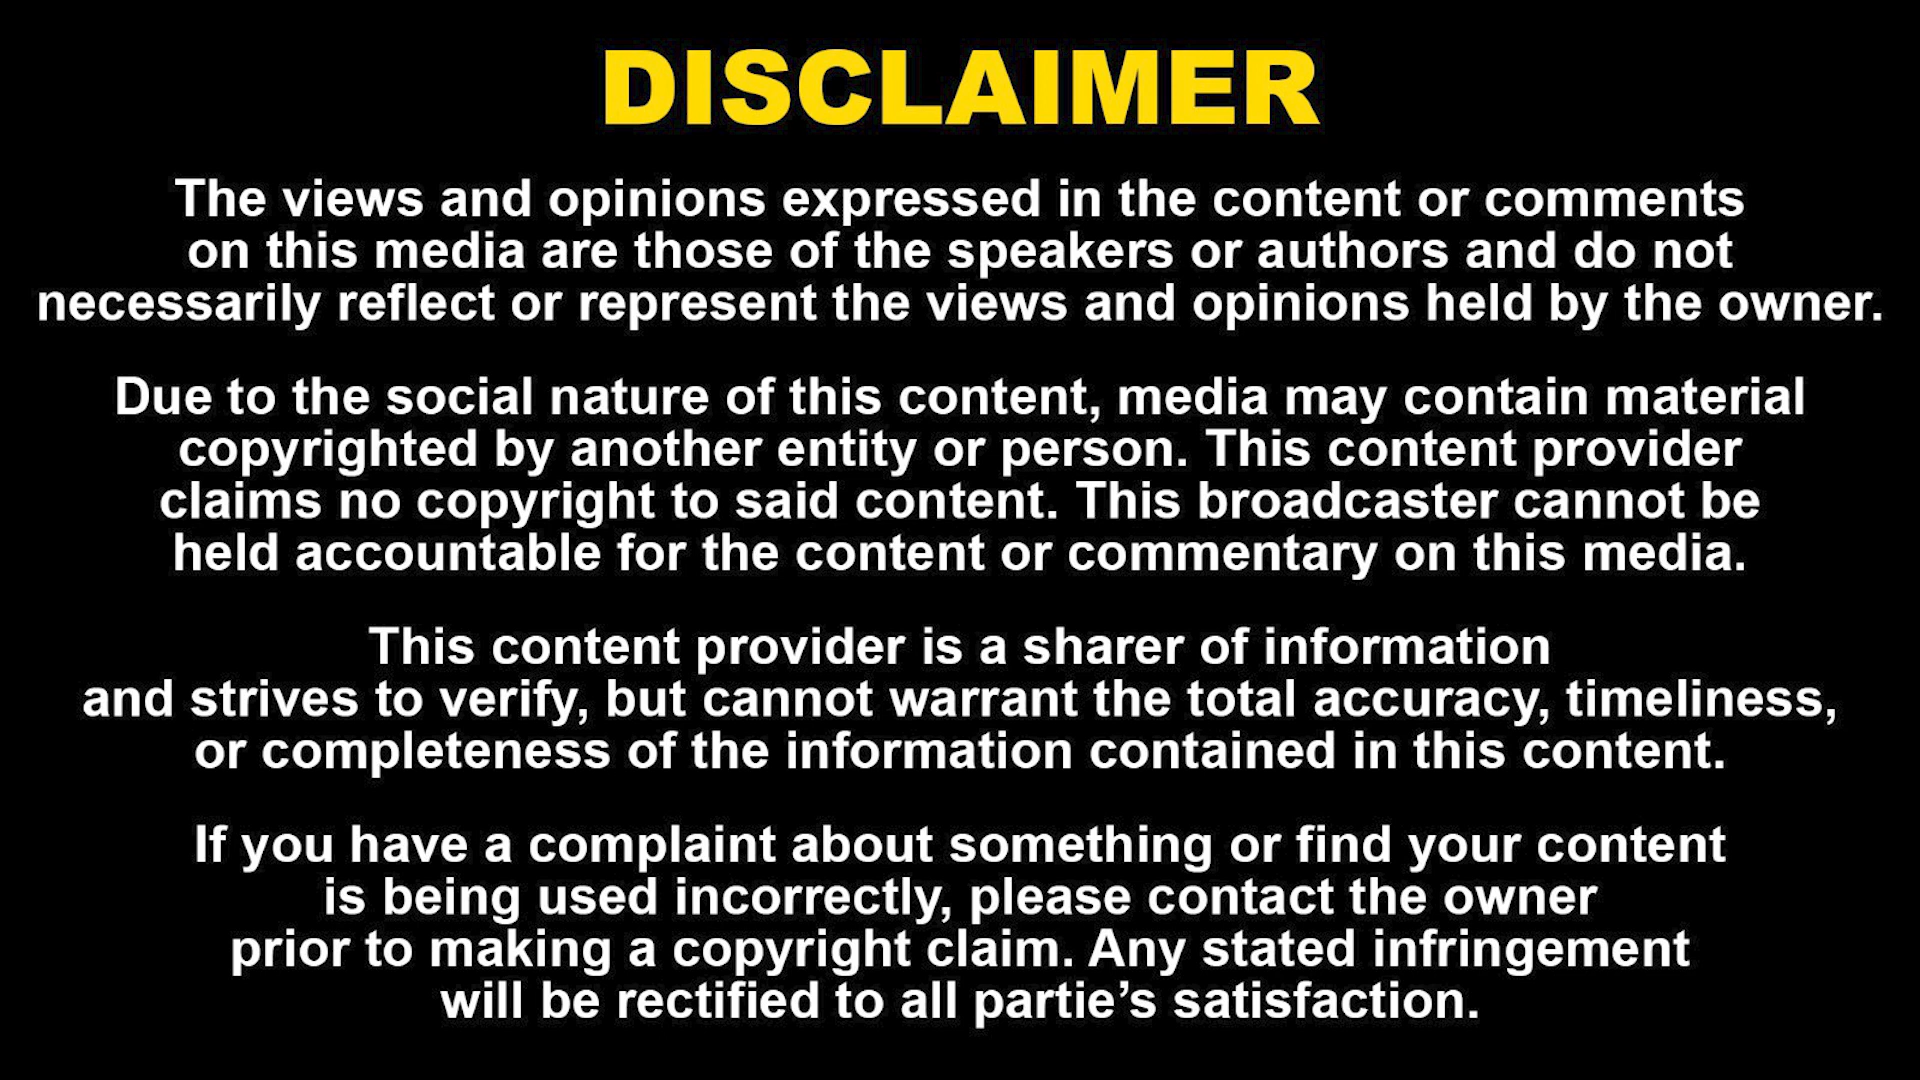 DISCLAIMER
The views and opinions expressed in the content or comments
on this media are those of the speakers or authors and do not
necessarily reflect or represent the views and opinions held by the owner.
Due to the social nature of this content, media may contain material
copyrighted by another entity or person. This content provider
claims no copyright to said content. This broadcaster cannot be
held accountable for the content or commentary on this media.
This content provider is a sharer of information
and strives to verify, but cannot warrant the total accuracy, timeliness,
or completeness of the information contained in this content.
If you have a complaint about something or find your content
is being used incorrectly, please contact the owner
prior to making a copyright claim. Any stated infringement
will be rectified to all partie’s satisfaction.